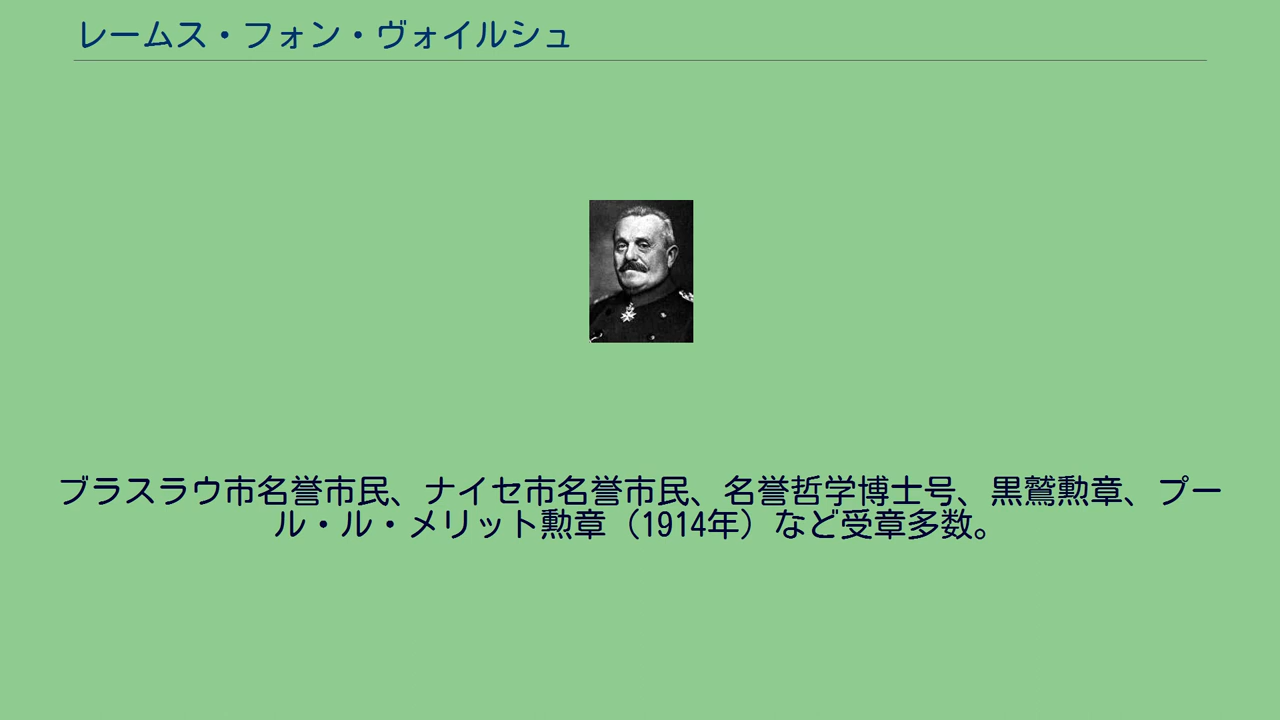 レームス・フォン・ヴォイルシュ
ブラスラウ市名誉市民、ナイセ市名誉市民、名誉哲学博士号、黒鷲勲章、プー
ル・ル・メリット勲章（1914年）など受章多数。